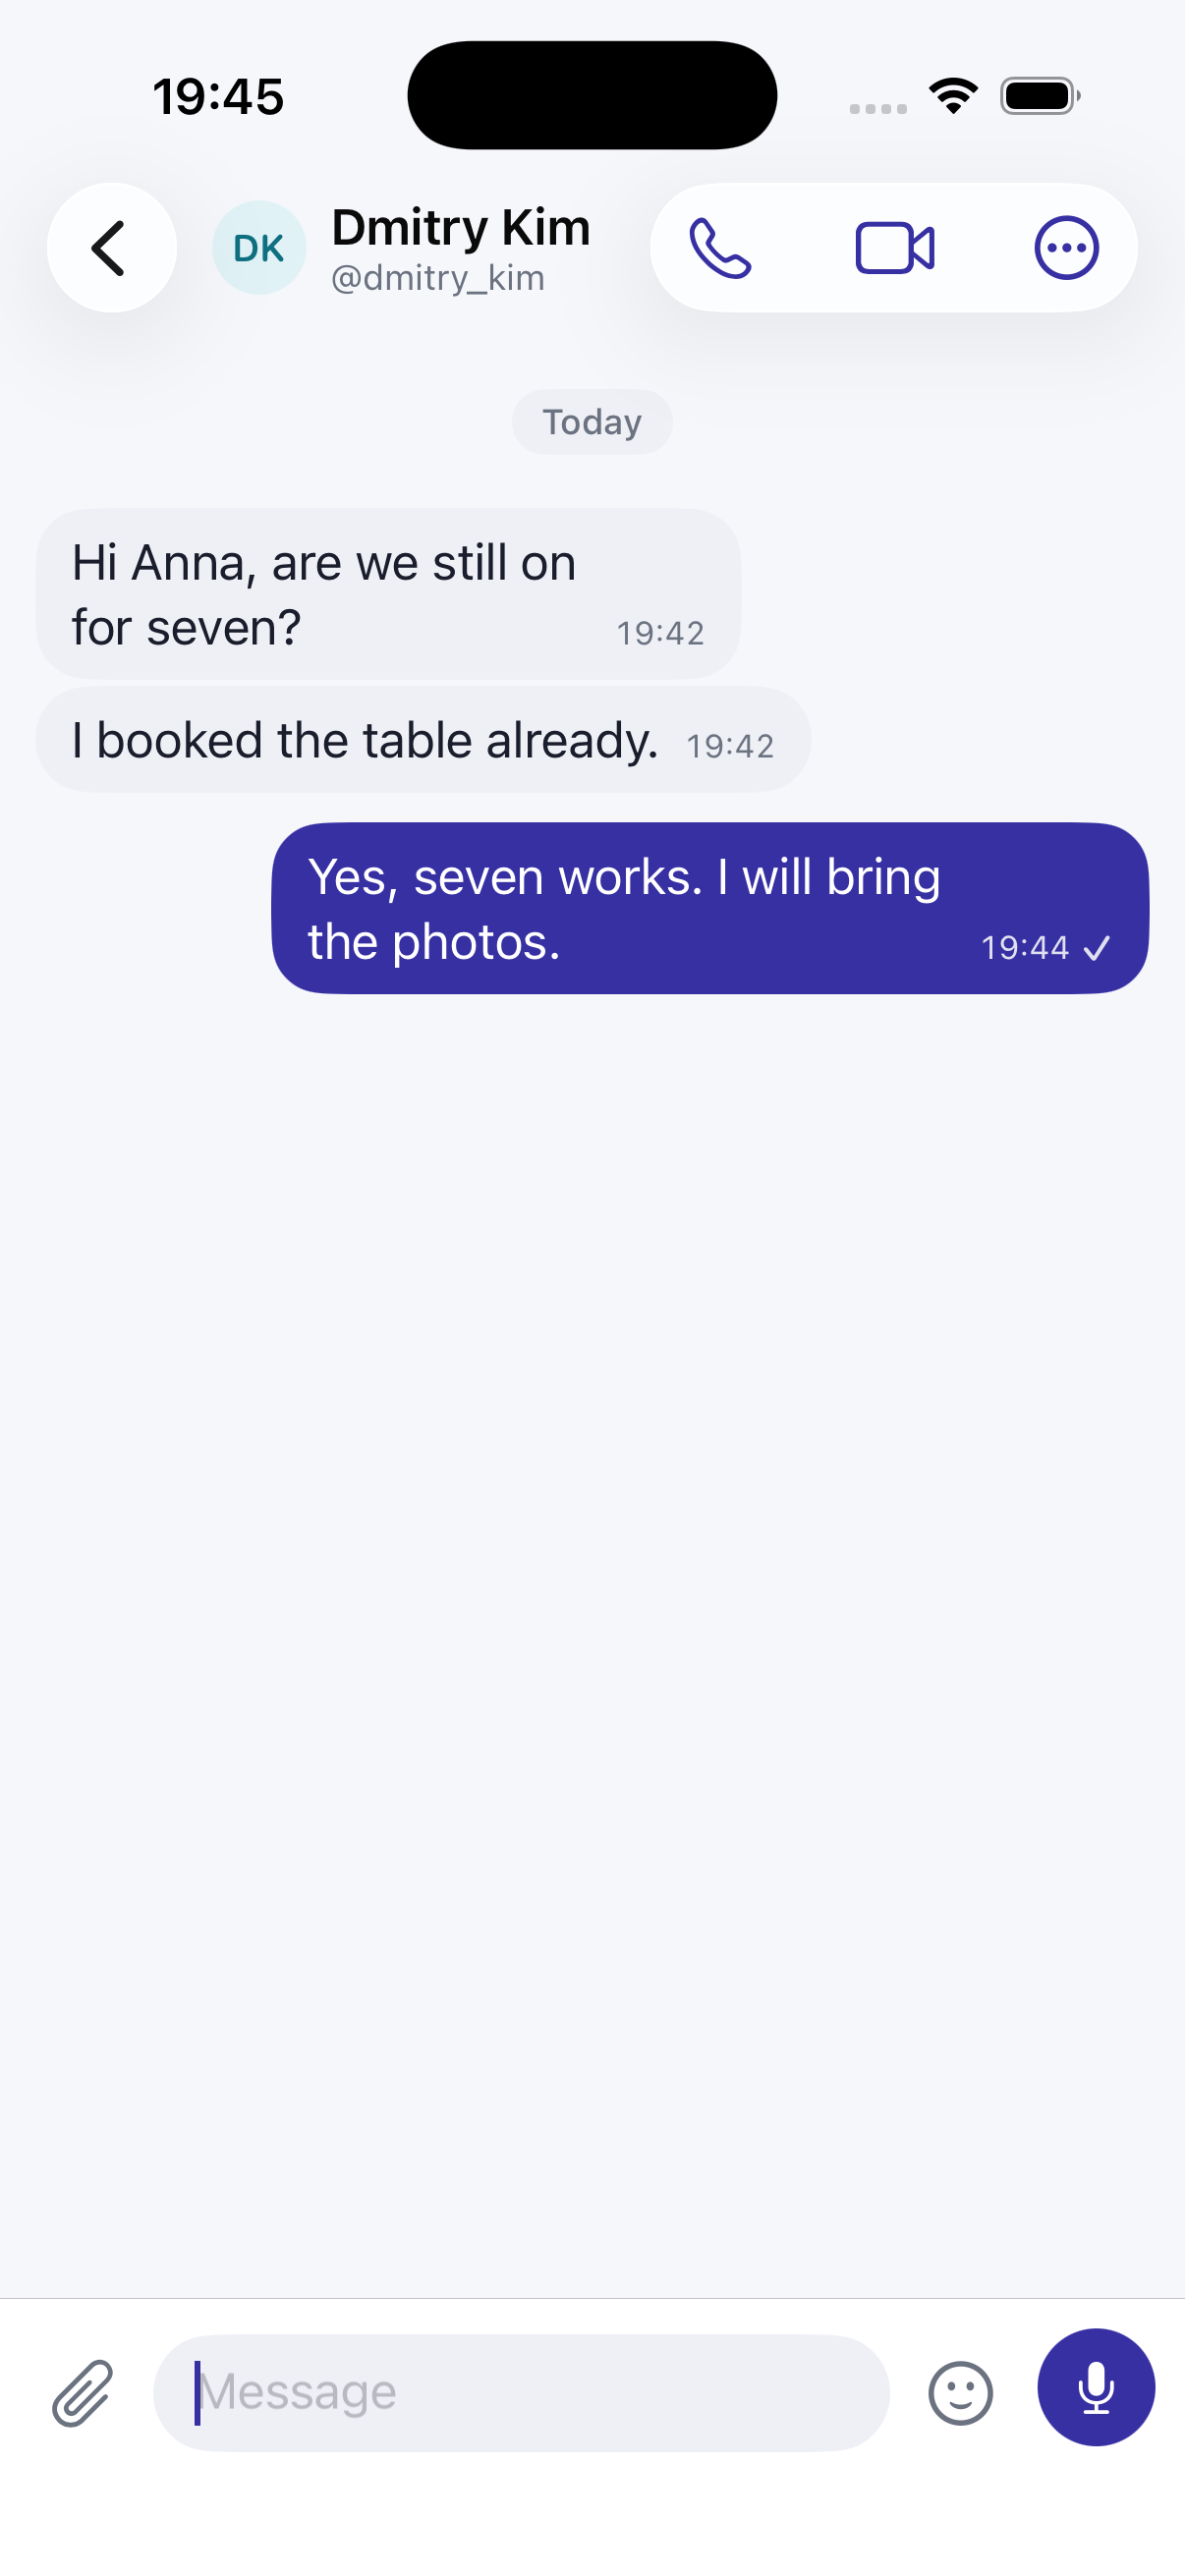 19:45
DK
Dmitry Kim
@dmitry_kim
Today
Hi Anna, are we still on
for seven?
19:42
I booked the table already. 19:42
Yes, seven works. I will bring
the photos.
19:44
Message